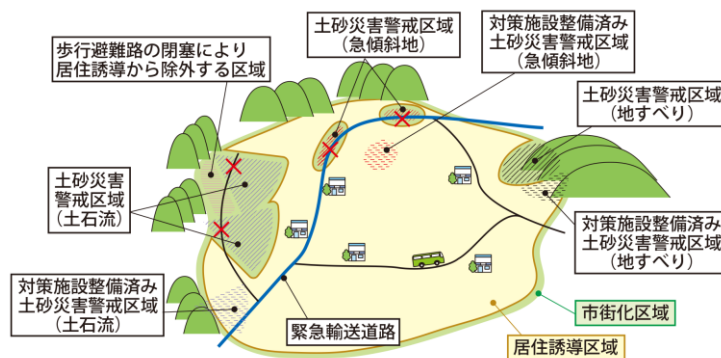 歩行避難路の閉塞により
居住誘導から除外する区域
土砂災害警戒区域
（急傾斜地）
対策施設整備済み
土砂災害警戒区域
（急傾斜地）
土砂災害警戒区域
（地すべり）
土砂災害
警戒区域
（土石流）
対策施設整備済み
土砂災害警戒区域
（地すべり）
対策施設整備済み
土砂災害警戒区域
（土石流）
緊急輸送道路
市街化区域
居住誘導区域